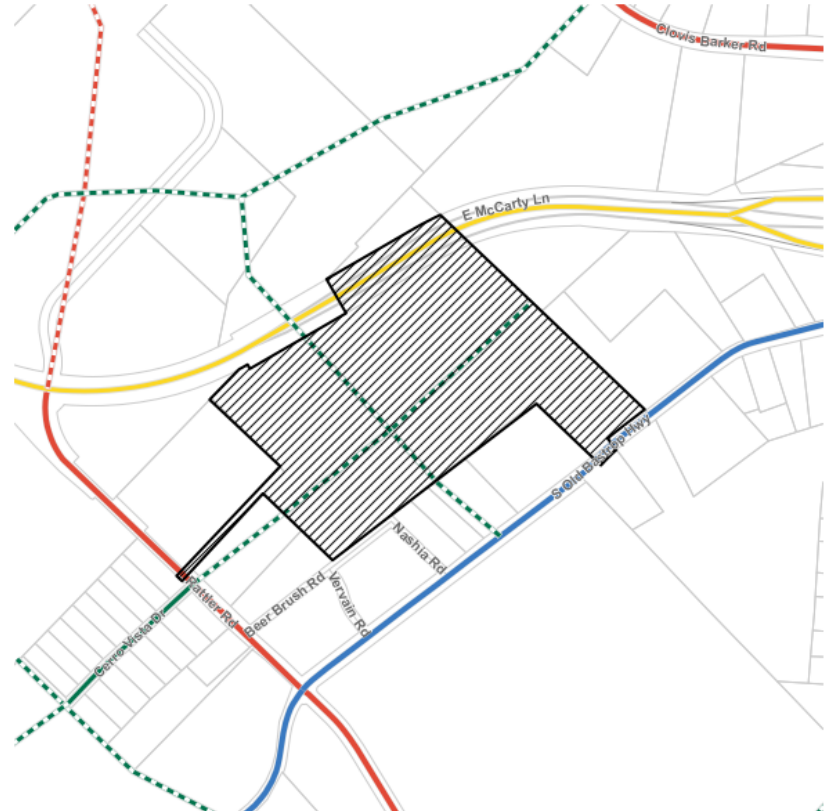 Clovis Barker Rd
E McCarty Ln
S Old Bastrop Hwy
Nashia Rd
Rattler Rd
Beer Brush Rd
Vervain Rd
Cerro Vista Dr